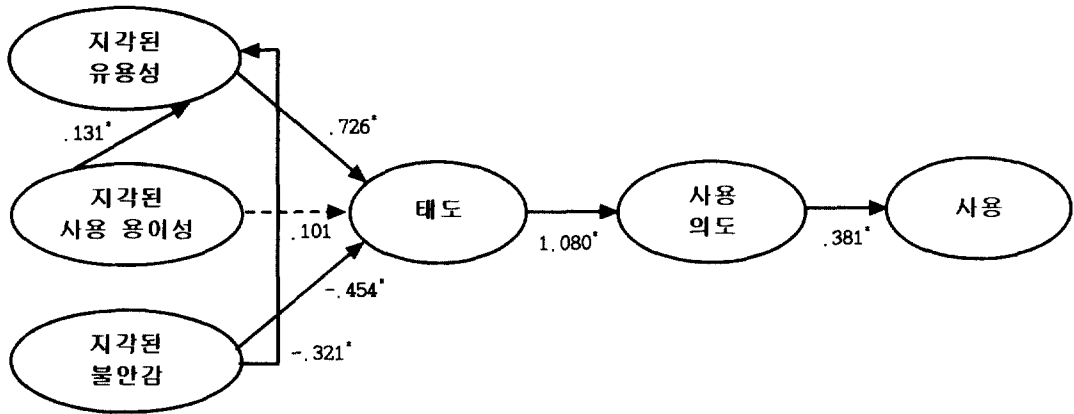 지각된
유용성
.131*
.726*
지각된
사용 용이성
.101
태도
1.080*
사용
의도
.381*
사용
-.454*
지각된
불안감
-.321*